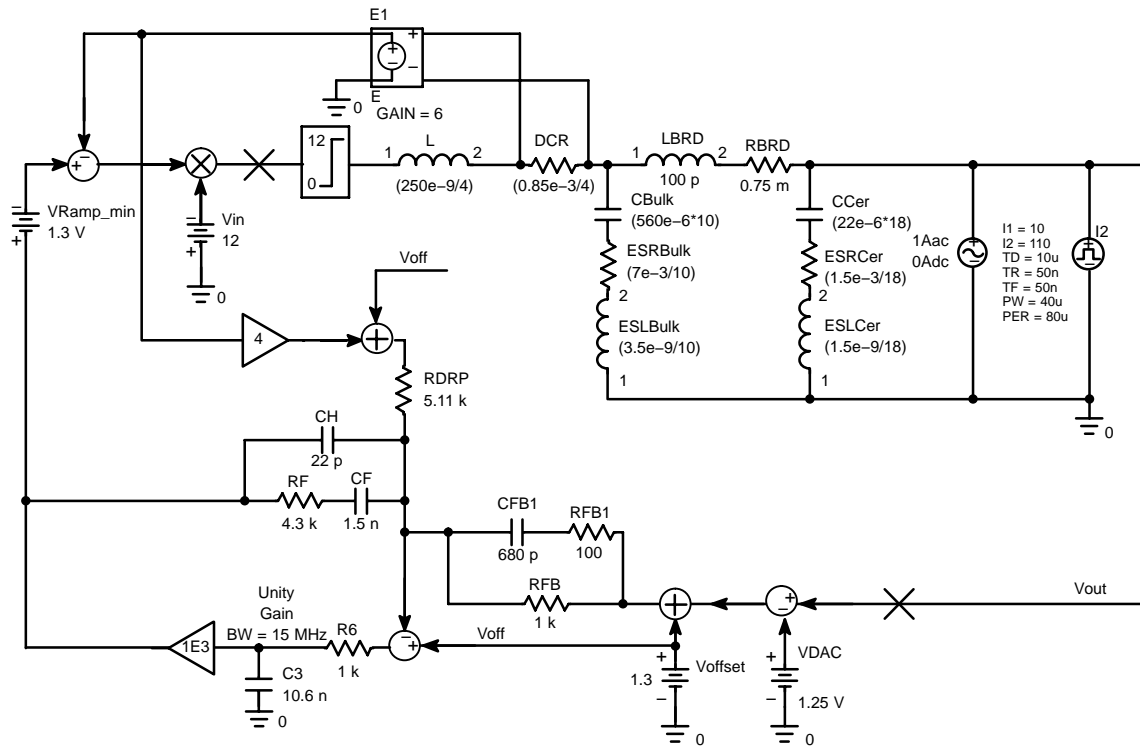 E1
+
+
−
−
E
0
GAIN = 6
−
+
12
0
L
1 2
(250e-9/4)
DCR
(0.85e-3/4)
LBRD
1 2
100 p
RBRD
0.75 m
−
VRamp_min
1.3 V
+
−
Vin
12
+
0
CBulk
(560e-6*10)
ESRBulk
(7e-3/10)
2
ESLBulk
(3.5e-9/10)
1
CCer
(22e-6*18)
ESRCer
(1.5e-3/18)
2
ESLCer
(1.5e-9/18)
1
1Aac
0Adc
+
−
I1 = 10
I2 = 110
TD = 10u
TR = 50n
TF = 50n
PW = 40u
PER = 80u
I2
+
−
0
Voff
4
RDRP
5.11 k
CH
22 p
RF
4.3 k
CF
1.5 n
CFB1
680 p
RFB1
100
RFB
1 k
Unity
Gain
BW = 15 MHz
1E3
R6
1 k
C3
10.6 n
0
−
+
Voff
+
1.3
Voffset
−
0
+
−
VDAC
+
1.25 V
−
0
Vout